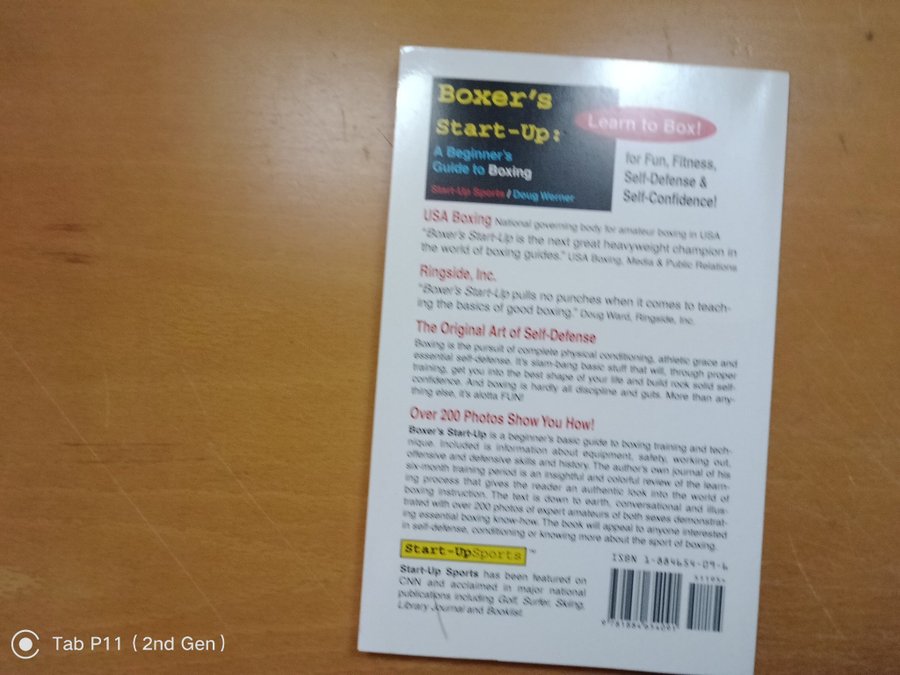 Boxer's
Start-Up:
A Beginner's
Guide to Boxing
Start-Up Sports / Doug Werner
Learn to Box!
for Fun, Fitness,
Self-Defense &
Self-Confidence!
USA Boxing National governing body for amateur boxing in USA
"Boxer's Start-Up is the next great heavyweight champion in
the world of boxing guides." USA Boxing, Media & Public Relations
Ringside, Inc.
"Boxer's Start-Up pulls no punches when it comes to teach-
ing the basics of good boxing." Doug Ward, Ringside, Inc.
The Original Art of Self-Defense
Boxing is the pursuit of complete physical conditioning, athletic grace and
essential self-defense. It's slam-bang basic stuff that will, through proper
training, get you into the best shape of your life and build rock solid self-
confidence. And boxing is hardly all discipline and guts. More than any-
thing else, it's alotta FUN!
Over 200 Photos Show You How!
Boxer's Start-Up is a beginner's basic guide to boxing training and tech-
nique. Included is information about equipment, safety, working out,
offensive and defensive skills and history. The author's own journal of his
six-month training period is an insightful and colorful review of the learn-
ing process that gives the reader an authentic look into the world of
boxing instruction. The text is down to earth, conversational and illus-
trated with over 200 photos of expert amateurs of both sexes demonstrat-
ing essential boxing know-how. The book will appeal to anyone interested
in self-defense, conditioning or knowing more about the sport of boxing.
Start-UpSports™
Start-Up Sports has been featured on
CNN and acclaimed in major national
publications including Golf, Surfer, Skiing,
Library Journal and Booklist.
ISBN 1-884654-09-6
Tab P11 (2nd Gen)